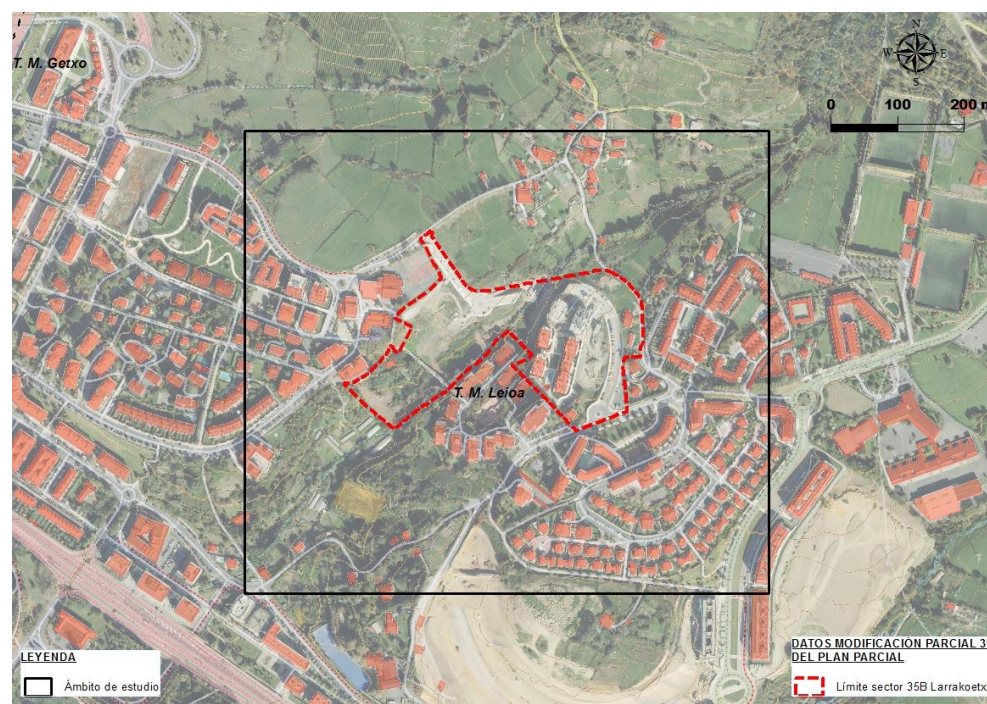 T. M. Getxo
N
W E
S
0 100 200 m
T. M. Leioa
LEYENDA
Ámbito de estudio
DATOS MODIFICACIÓN PARCIAL 3
DEL PLAN PARCIAL
Límite sector 35B Larrakoetx